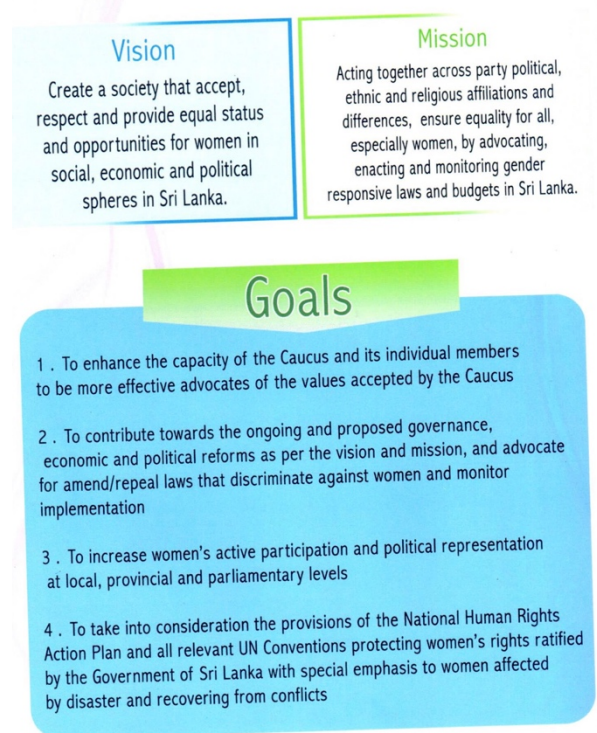 Vision
Create a society that accept,
respect and provide equal status
and opportunities for women in
social, economic and political
spheres in Sri Lanka.
Mission
Acting together across party political,
ethnic and religious affiliations and
differences, ensure equality for all,
especially women, by advocating,
enacting and monitoring gender
responsive laws and budgets in Sri Lanka.
Goals
1 . To enhance the capacity of the Caucus and its individual members
to be more effective advocates of the values accepted by the Caucus
2 . To contribute towards the ongoing and proposed governance,
economic and political reforms as per the vision and mission, and advocate
for amend/repeal laws that discriminate against women and monitor
implementation
3 . To increase women's active participation and political representation
at local, provincial and parliamentary levels
4 . To take into consideration the provisions of the National Human Rights
Action Plan and all relevant UN Conventions protecting women's rights ratified
by the Government of Sri Lanka with special emphasis to women affected
by disaster and recovering from conflicts